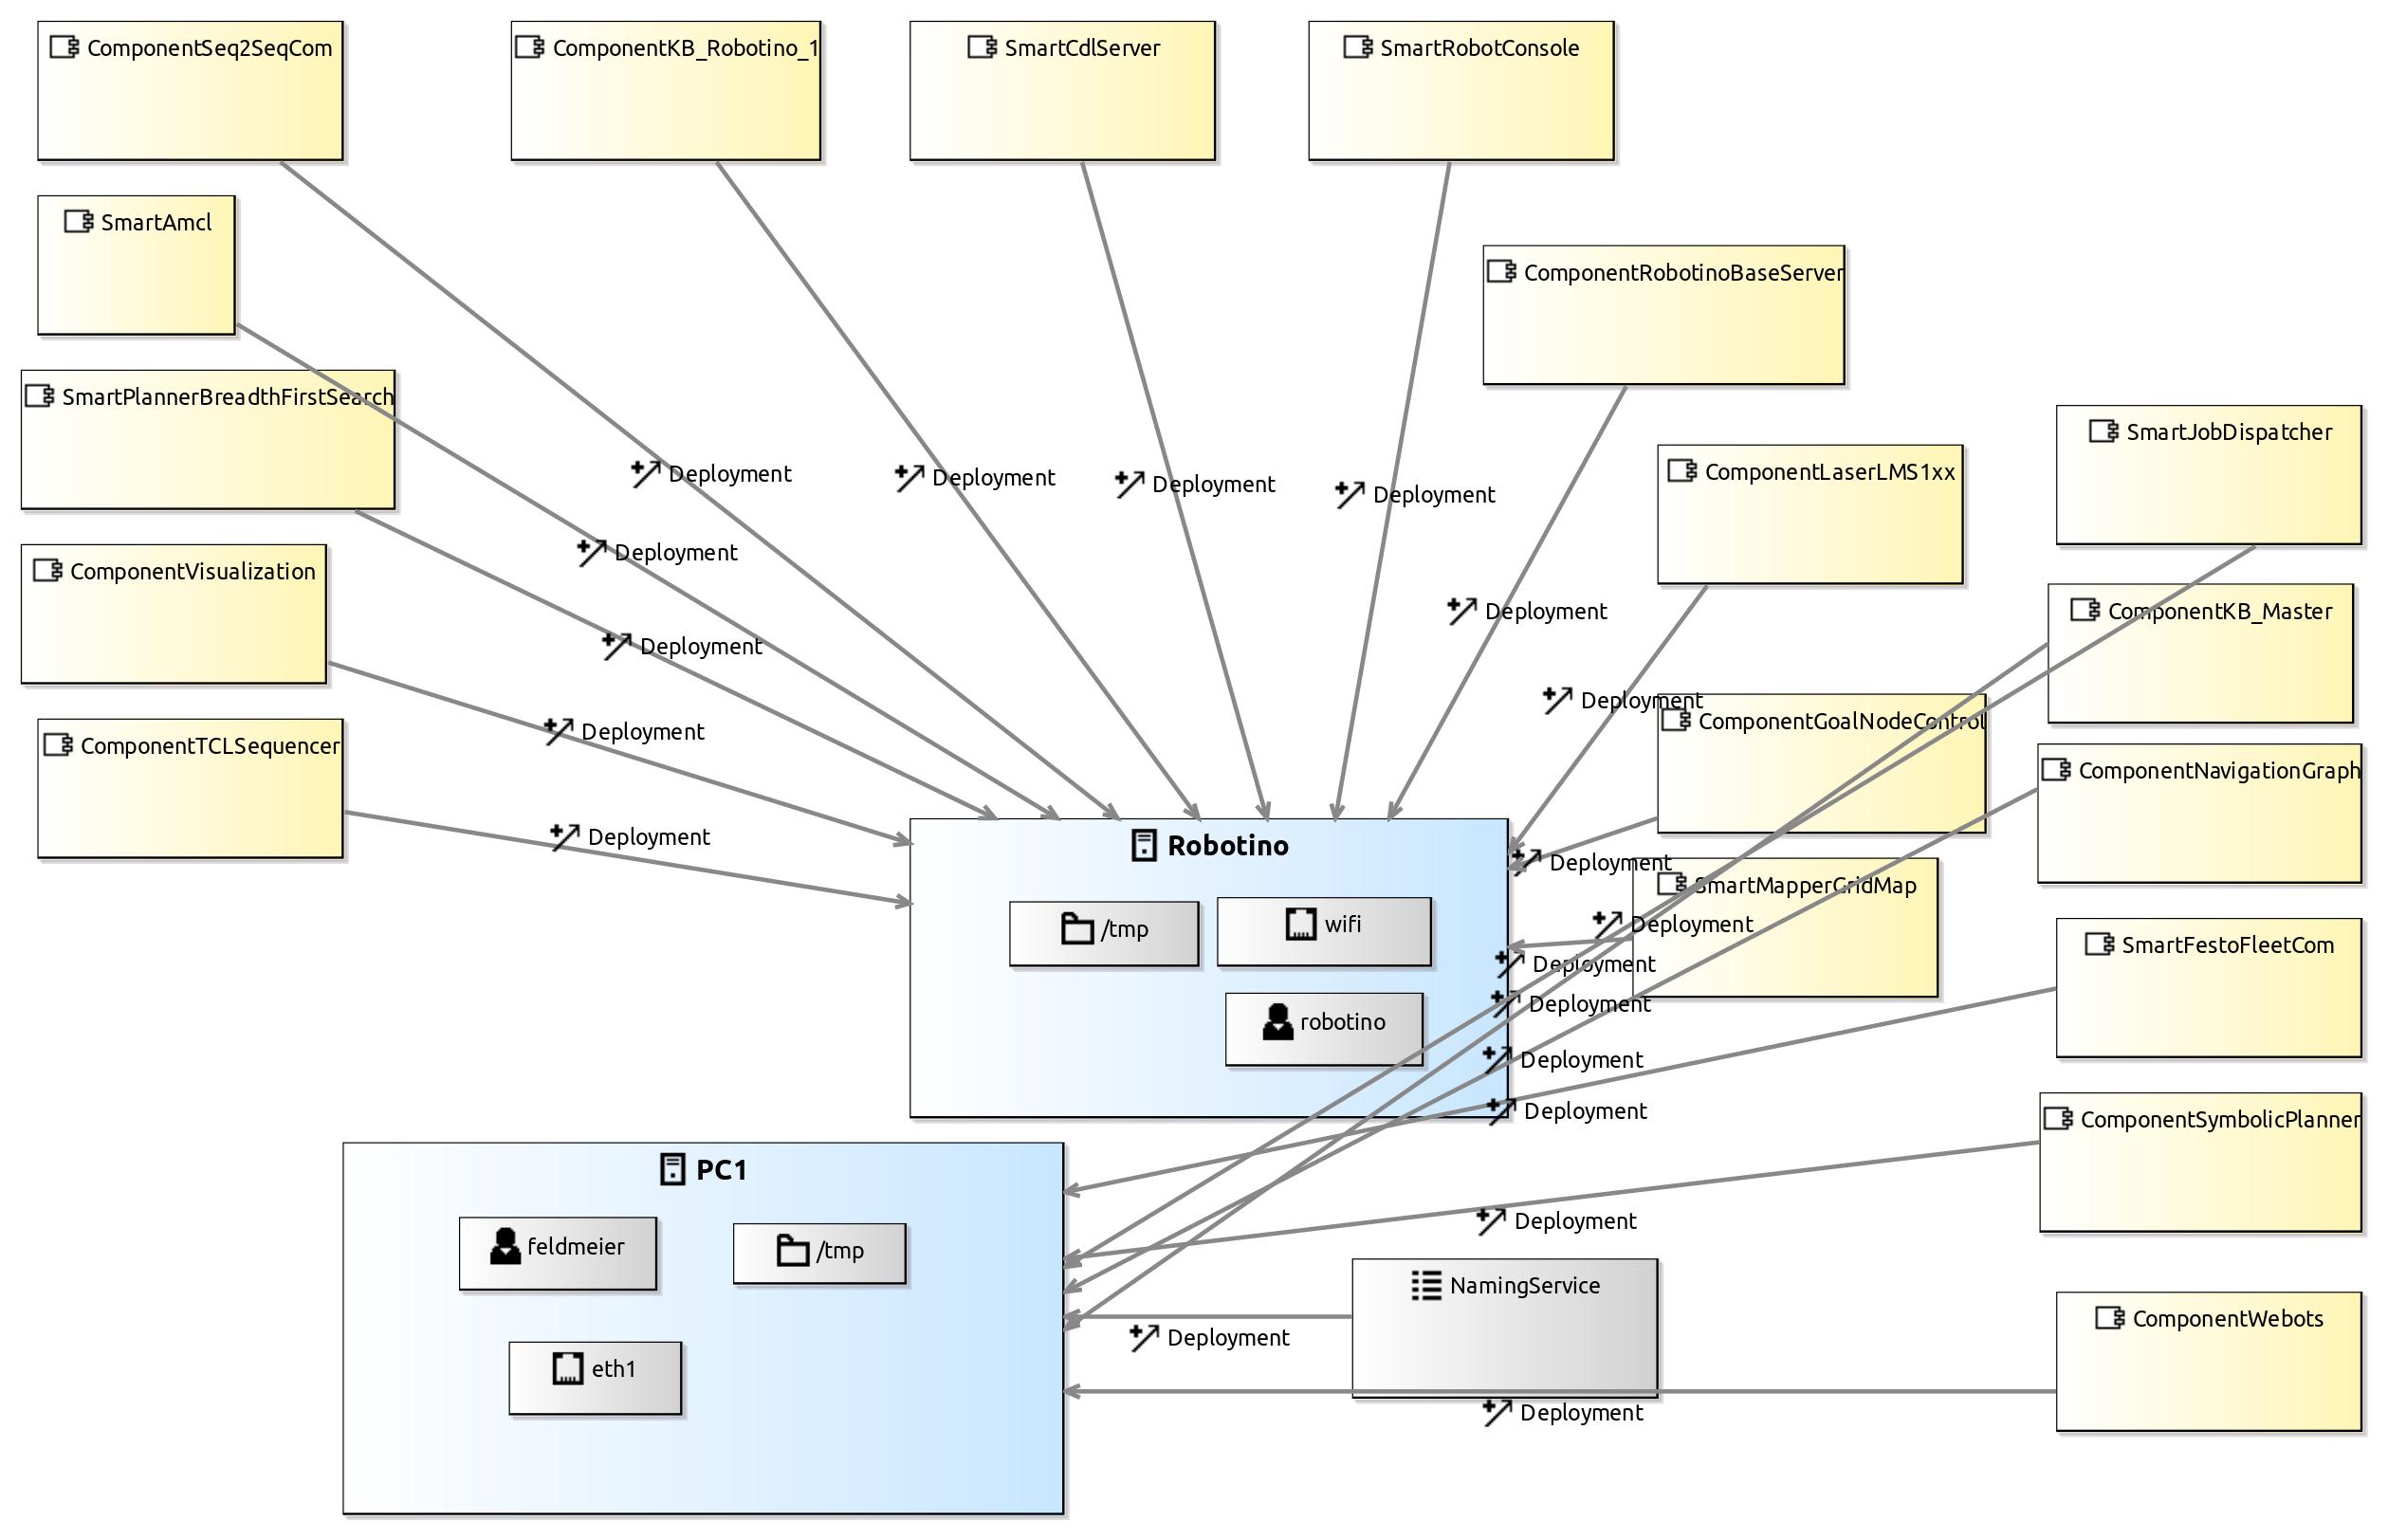 ComponentSeq2SeqCom
ComponentKB_Robotino_1
SmartCdlServer
SmartRobotConsole
SmartAmcl
ComponentRobotinoBaseServer
SmartPlannerBreadthFirstSearch
SmartJobDispatcher
ComponentLaserLMS1xx
Deployment
Deployment
Deployment
Deployment
Deployment
ComponentVisualization
ComponentKB_Master
Deployment
Deployment
Deployment
ComponentGoalNodeControl
Deployment
ComponentTCLSequencer
ComponentNavigationGraph
Deployment
Robotino
Deployment
SmartMapperGridMap
/tmp
wifi
Deployment
SmartFestoFleetCom
Deployment
Deployment
robotino
Deployment
Deployment
ComponentSymbolicPlanner
PC1
Deployment
feldmeier
/tmp
NamingService
ComponentWebots
Deployment
eth1
Deployment